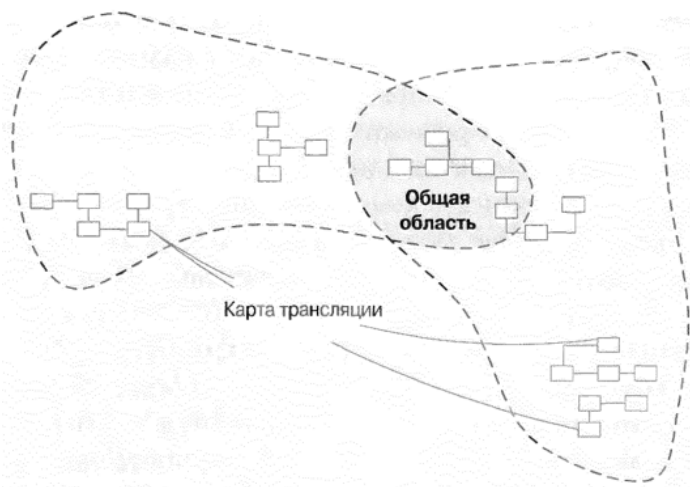 Общая
область
Карта трансляции